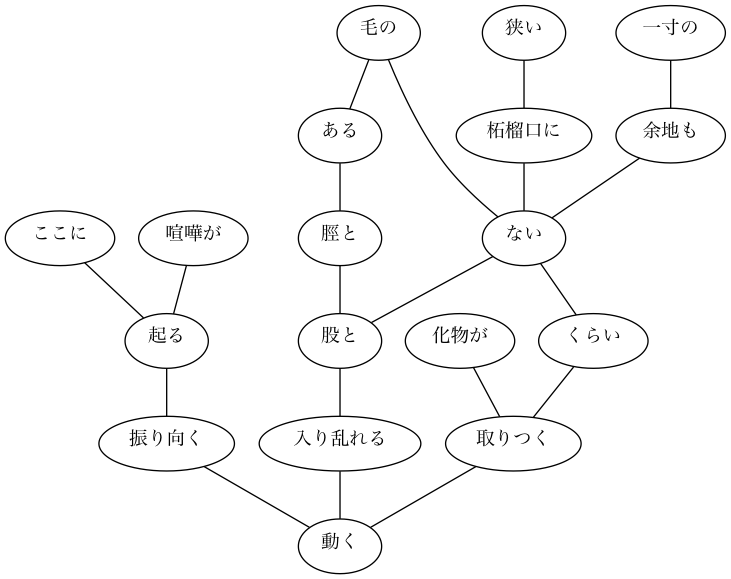 毛の
狭い
一寸の
ある
柘榴口に
余地も
ここに
喧嘩が
脛と
ない
起る
股と
化物が
くらい
振り向く
入り乱れる
取りつく
動く